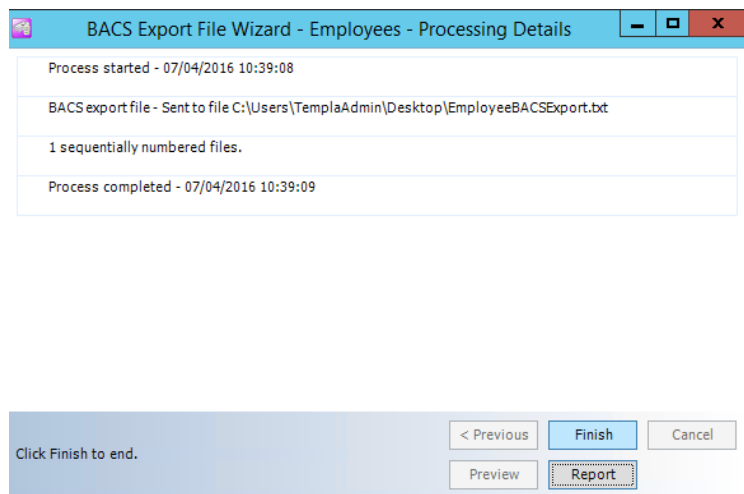 BACS Export File Wizard - Employees - Processing Details
Process started - 07/04/2016 10:39:08
BACS export file - Sent to file C:\Users\TemplaAdmin\Desktop\EmployeeBACSExport.txt
1 sequentially numbered files.
Process completed - 07/04/2016 10:39:09
< Previous Finish Cancel
Click Finish to end.
Preview Report